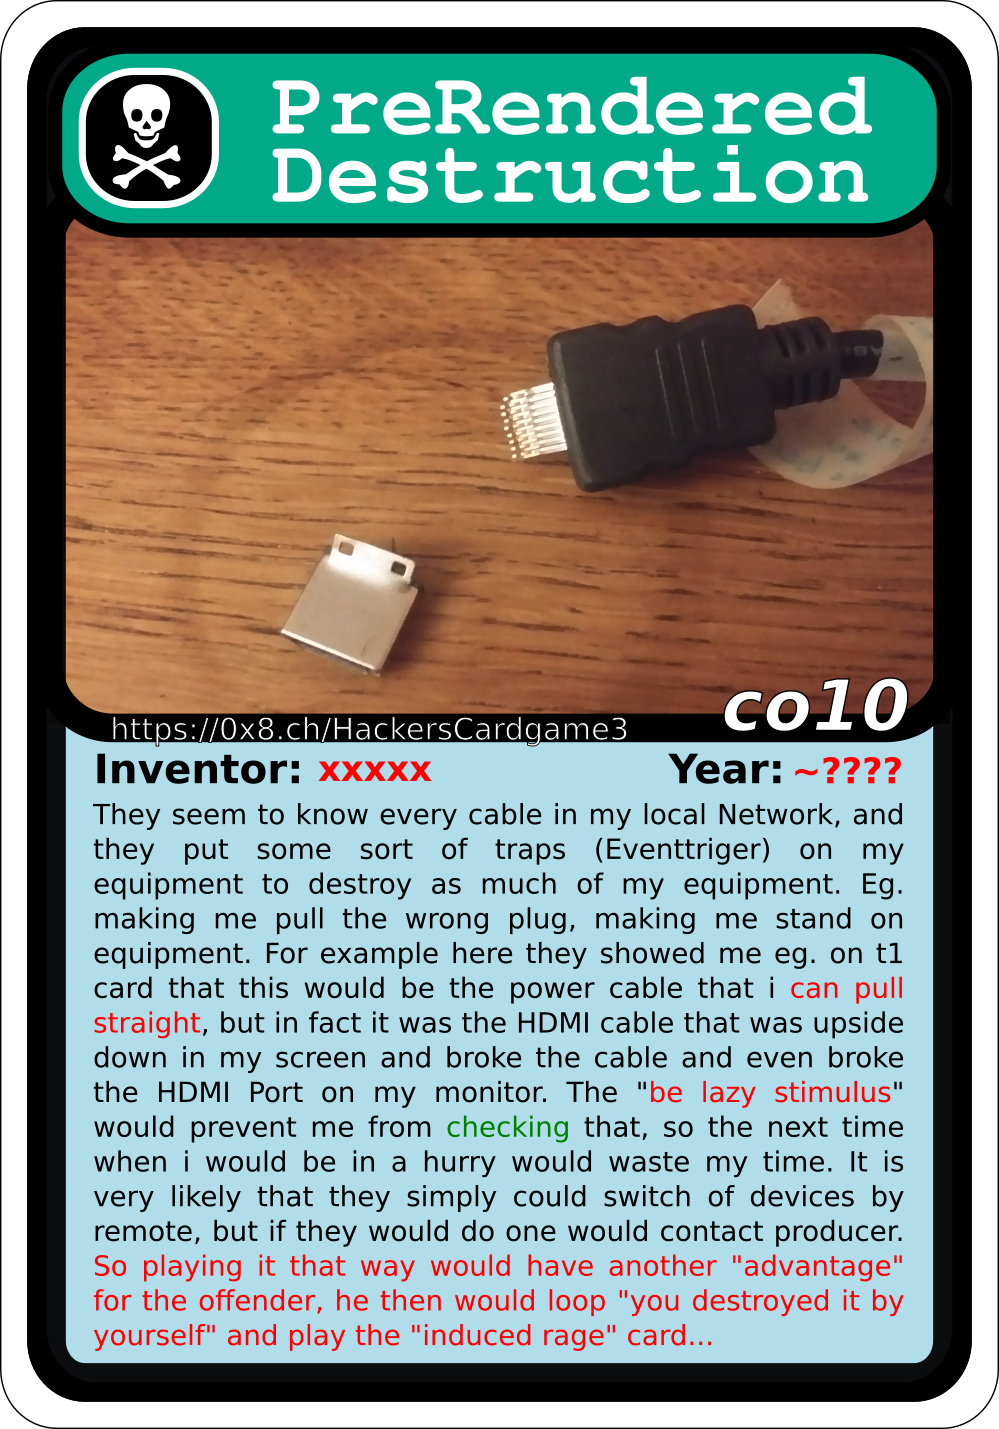 PreRendered
Destruction
co10
https://0x8.ch/HackersCardgame3
Inventor: xxxxx Year: ~????
They seem to know every cable in my local Network, and
they put some sort of traps (Eventtriger) on my
equipment to destroy as much of my equipment. Eg.
making me pull the wrong plug, making me stand on
equipment. For example here they showed me eg. on t1
card that this would be the power cable that i can pull
straight, but in fact it was the HDMI cable that was upside
down in my screen and broke the cable and even broke
the HDMI Port on my monitor. The "be lazy stimulus"
would prevent me from checking that, so the next time
when i would be in a hurry would waste my time. It is
very likely that they simply could switch of devices by
remote, but if they would do one would contact producer.
So playing it that way would have another "advantage"
for the offender, he then would loop "you destroyed it by
yourself" and play the "induced rage" card...